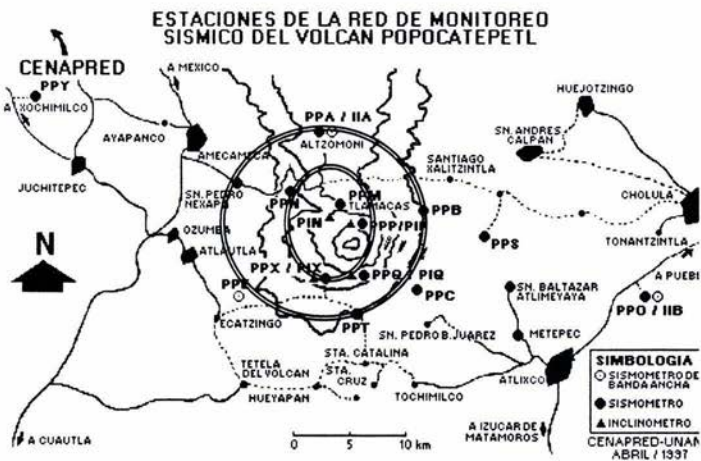 ESTACIONES DE LA RED DE MONITOREO
SISMICO DEL VOLCAN POPOCATEPETL
CENAPRED
PPY
A XOCHIMILCO
A MEXICO
AYAPANCO
AMECAMECA
JUCHITEPEC
SN. PEDRO
NEXAPA
OZUMBA
ATLAUTLA
N
PPA / IIA
ALTZOMONI
PPN
PPM
TLAMACAS
PIN
PPP/PIP
PPB
PPX / PIX
PPQ
PIQ
PPC
PPT
ECATZINGO
SANTIAGO
XALITZINTLA
PPS
HUEJOTZINGO
SN. ANDRES
CALPAN
CHOLULA
TONANTZINTLA
A PUEBL
SN. BALTAZAR
ATLIMEYAYA
PPO / IIB
SN. PEDRO B. JUAREZ
METEPEC
ATLIXCO
TETELA
DEL VOLCAN
HUEYAPAN
STA. CATALINA
STA.
CRUZ
TOCHIMILCO
A CUAUTLA
0 5 10 km
A IZUCAR DE
MATAMOROS
SIMBOLOGIA
SISMOMETRO DE
BANDA ANCHA
SISMOMETRO
INCLINOMETRO
CENAPRED-UNAM
ABRIL / 1337